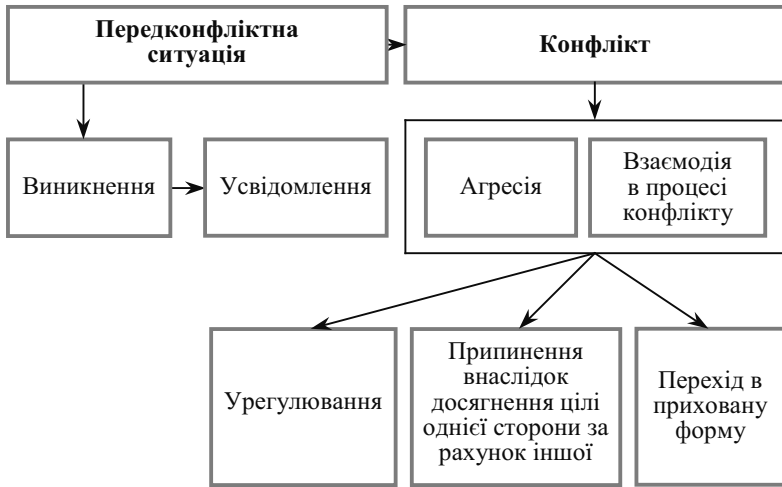 Передконфліктна
ситуація
Конфлікт
Виникнення
Усвідомлення
Агресія
Взаємодія
в процесі
конфлікту
Урегулювання
Припинення
внаслідок
досягнення цілі
однієї сторони за
рахунок іншої
Перехід в
приховану
форму